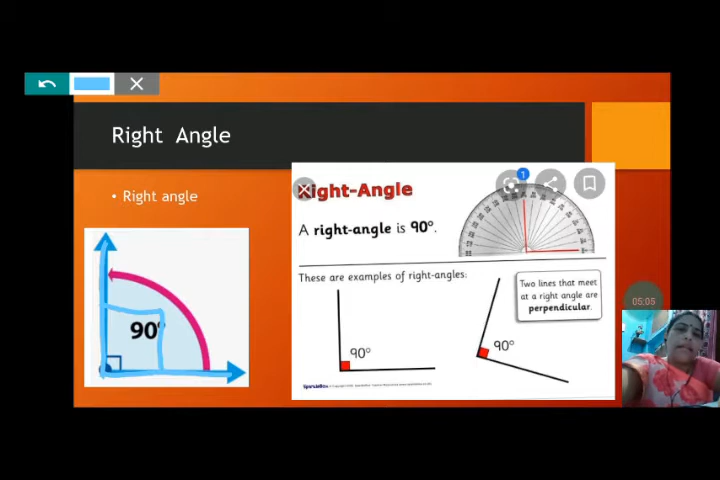 Right Angle
• Right angle
90°
Right-Angle
1
A right-angle is 90°.
These are examples of right-angles:
Two lines that meet
at a right angle are
perpendicular.
90°
90°
05:05